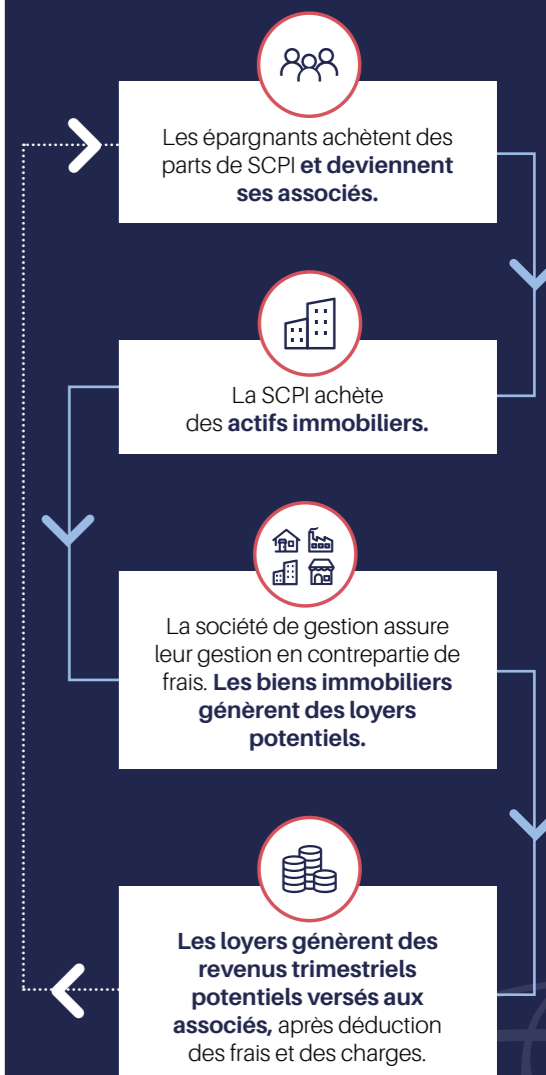 Les épargnants achètent des
parts de SCPI et deviennent
ses associés.
La SCPI achète
des actifs immobiliers.
La société de gestion assure
leur gestion en contrepartie de
frais. Les biens immobiliers
génèrent des loyers
potentiels.
Les loyers génèrent des
revenus trimestriels
potentiels versés aux
associés, après déduction
des frais et des charges.